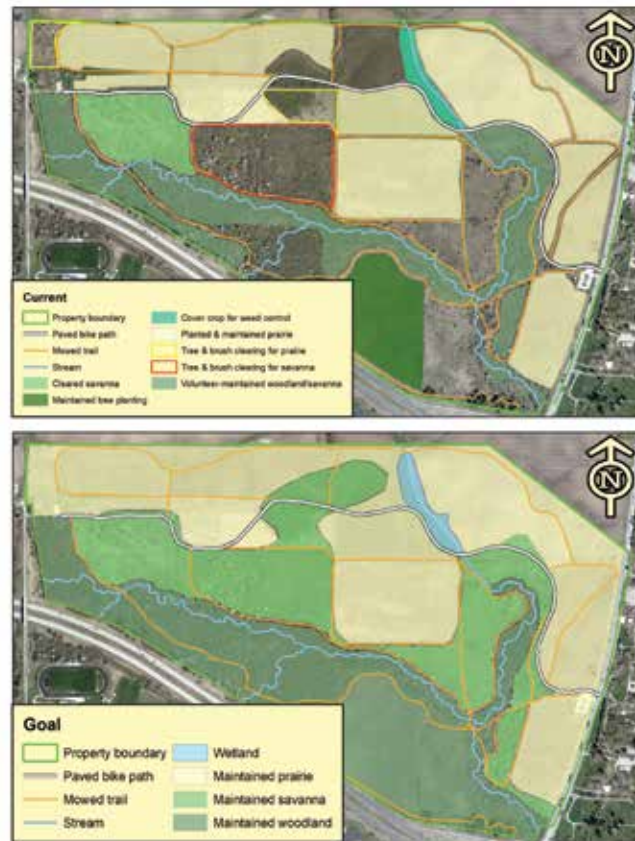 N
Current
Property boundary
Paved bike path
Mowed trail
Stream
Cleared savanna
Maintained tree planting
Cover crop for weed control
Planted & maintained prairie
Tree & brush clearing for prairie
Tree & brush clearing for savanna
Volunteer-maintained woodland/savanna
N
Goal
Property boundary
Paved bike path
Mowed trail
Stream
Wetland
Maintained prairie
Maintained savanna
Maintained woodland